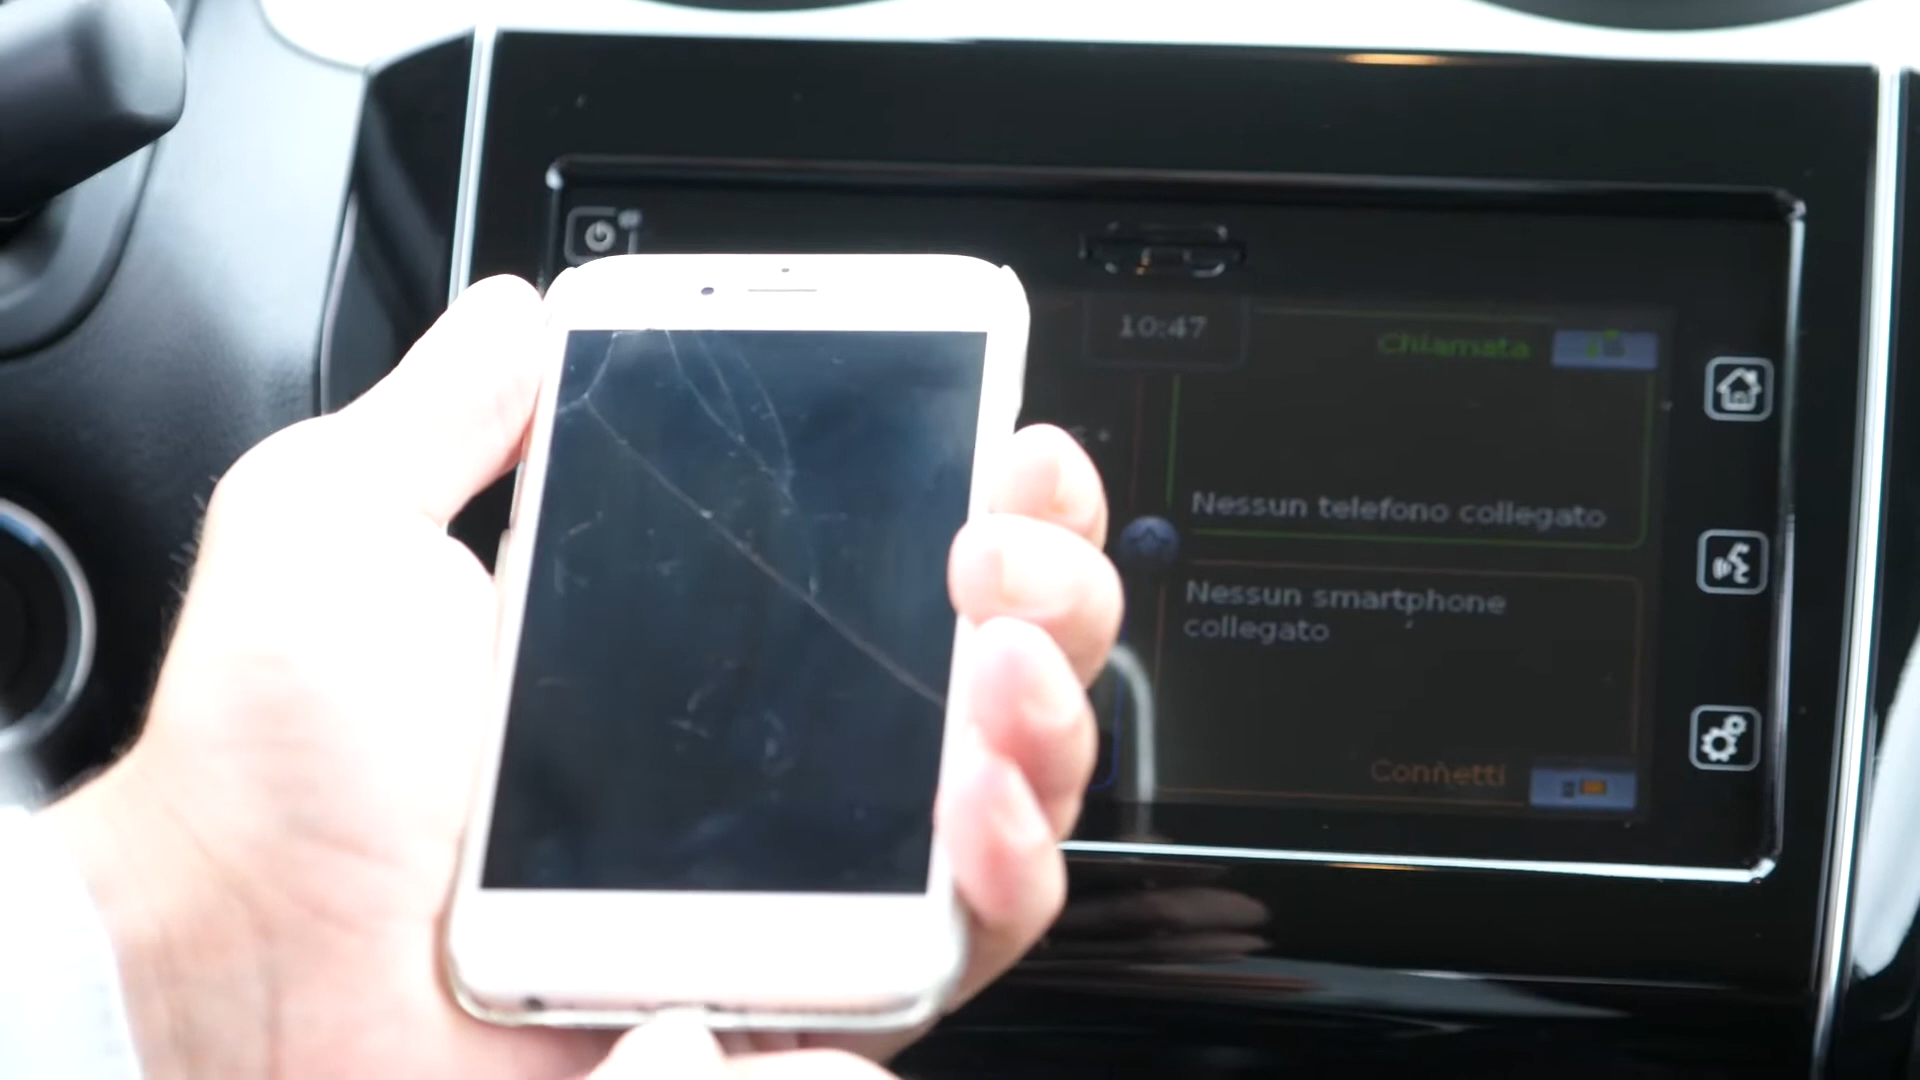 10:47
Chiamata
Nessun telefono collegato
Nessun smartphone
collegato
Connetti